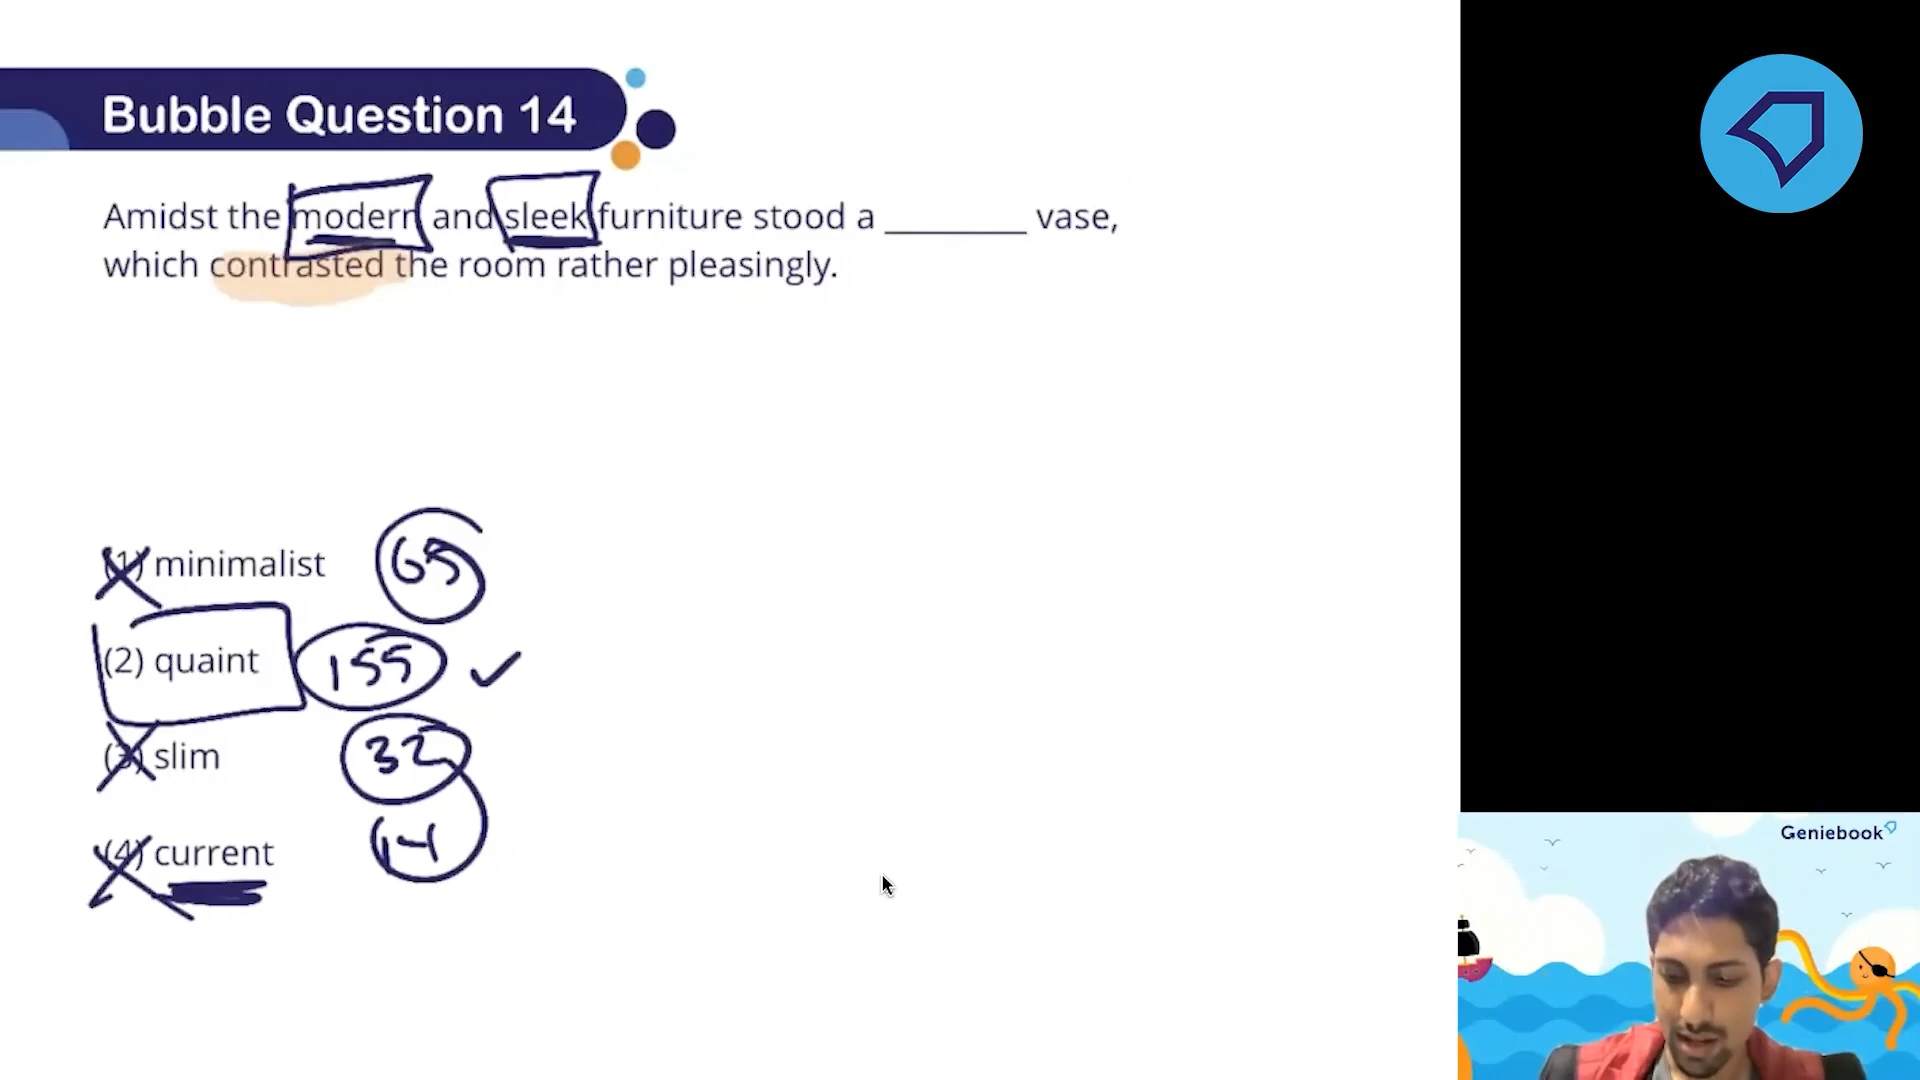 Bubble Question 14
Amidst the modern and sleek furniture stood a ________ vase,
which contrasted the room rather pleasingly.
(1) minimalist 65
(2) quaint 155
(3) slim 32
(4) current 14
Geniebook